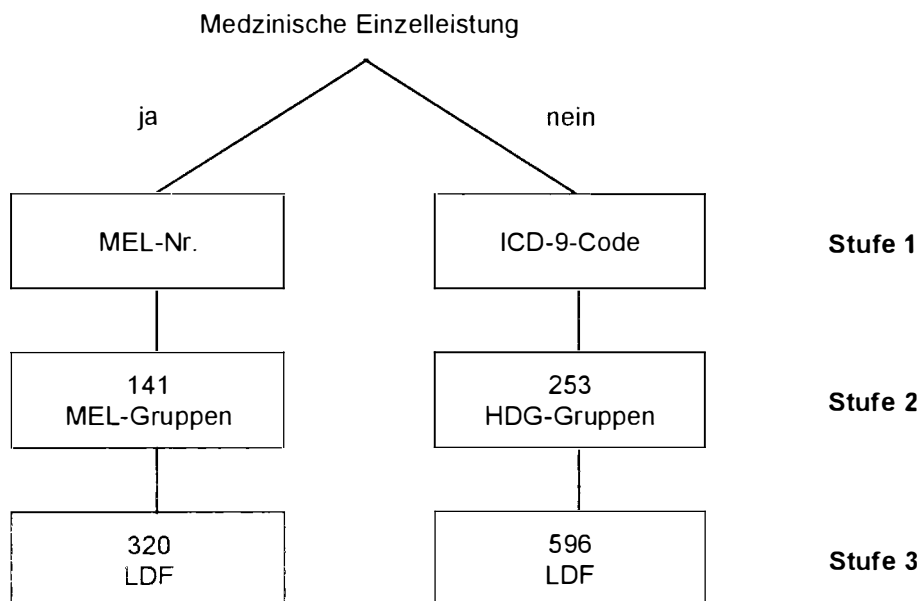 Medzinische Einzelleistung
ja
nein
MEL-Nr.
ICD-9-Code
Stufe 1
141
MEL-Gruppen
253
HDG-Gruppen
Stufe 2
320
LDF
596
LDF
Stufe 3